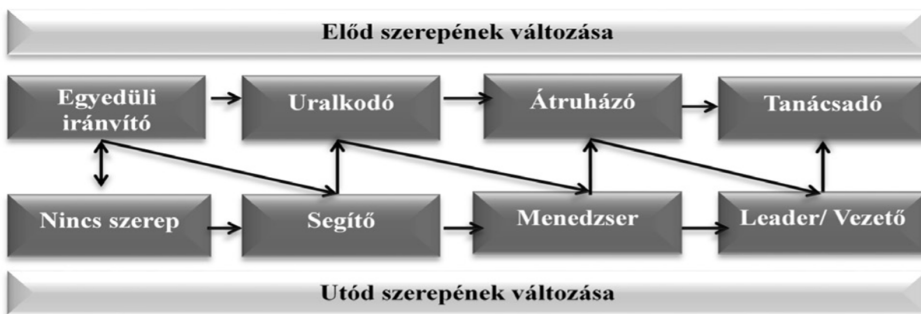 Előd szerepének változása
Egyedüli
irányító
Uralkodó
Átruházó
Tanácsadó
Nincs szerep
Segítő
Menedzser
Leader/ Vezető
Utód szerepének változása